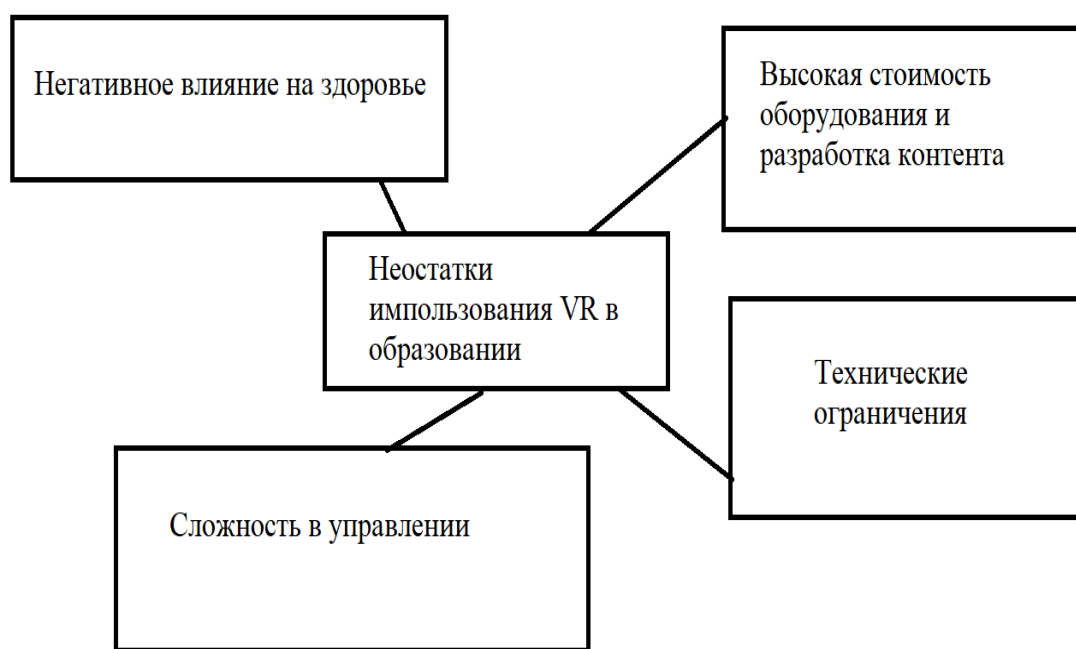 Негативное влияние на здоровье
Высокая стоимость
оборудования и
разработка контента
Неостатки
импользования VR в
образовании
Технические
ограничения
Сложность в управлении